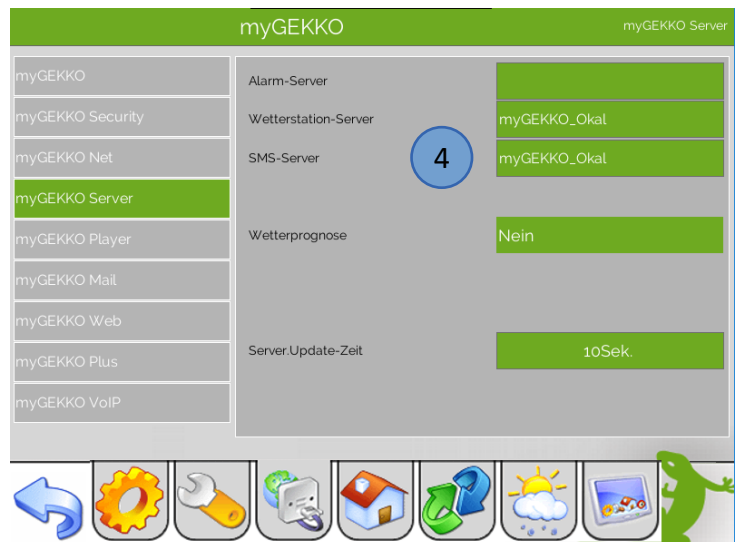 myGEKKO
myGEKKO Server
myGEKKO
myGEKKO Security
myGEKKO Net
myGEKKO Server
myGEKKO Player
myGEKKO Mail
myGEKKO Web
myGEKKO Plus
myGEKKO VoIP
Alarm-Server
Wetterstation-Server
myGEKKO_Okal
SMS-Server
4
myGEKKO_Okal
Wetterprognose
Nein
Server.Update-Zeit
10Sek.